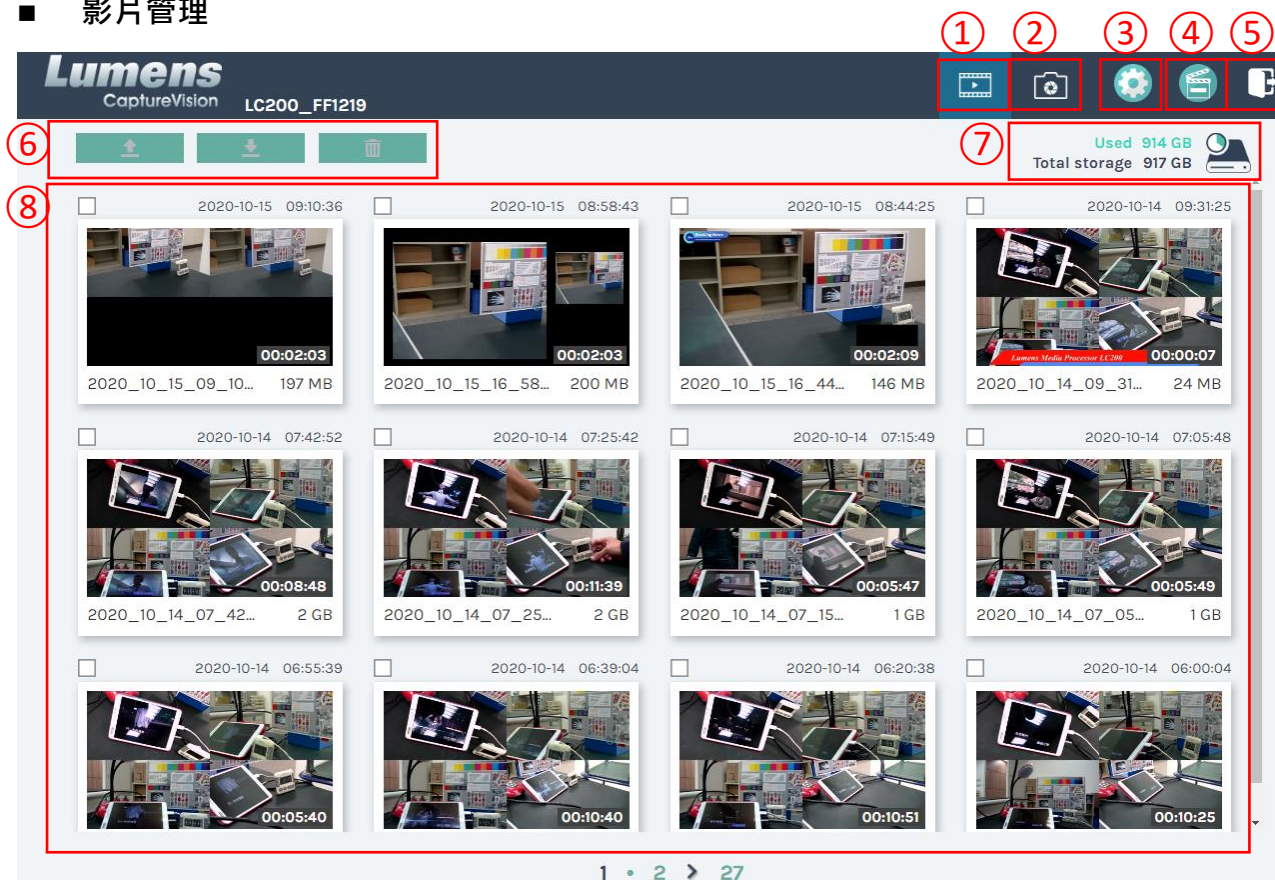 ■ 影片管理
① ② ③ ④ ⑤
Lumens
CaptureVision LC200_FF1219
⑥ ⑦ Used 914 GB
Total storage 917 GB
⑧
2020-10-15 09:10:36 2020-10-15 08:58:43 2020-10-15 08:44:25 2020-10-14 09:31:25
Breaking News
Lumens Media Processor LC200
00:02:03 00:02:03 00:02:09 00:00:07
2020_10_15_09_10... 197 MB 2020_10_15_16_58... 200 MB 2020_10_15_16_44... 146 MB 2020_10_14_09_31... 24 MB
2020-10-14 07:42:52 2020-10-14 07:25:42 2020-10-14 07:15:49 2020-10-14 07:05:48
00:08:48 00:11:39 00:05:47 00:05:49
2020_10_14_07_42... 2 GB 2020_10_14_07_25... 2 GB 2020_10_14_07_15... 1 GB 2020_10_14_07_05... 1 GB
2020-10-14 06:55:39 2020-10-14 06:39:04 2020-10-14 06:20:38 2020-10-14 06:00:04
00:05:40 00:10:40 00:10:51 00:10:25
1 • 2 > 27